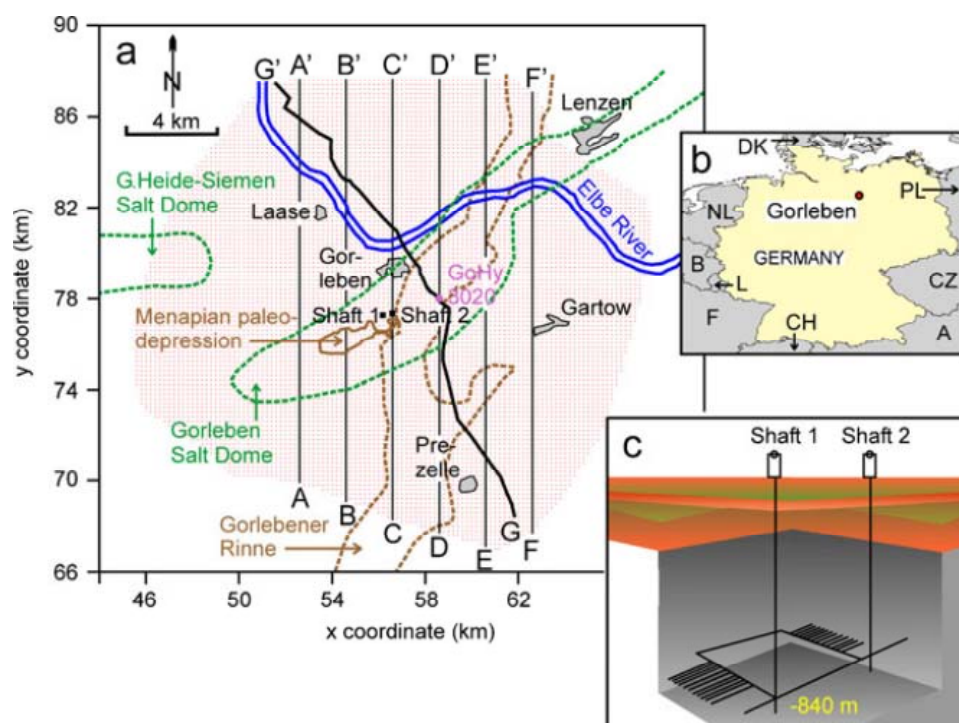 a
N
4 km
G'
A'
B'
C'
D'
E'
F'
Lenzen
G.Heide-Siemen
Salt Dome
Laase
Gor-
leben
Elbe River
GoHy
3020
Shaft 1
Shaft 2
Gartow
Menapian paleo-
depression
Gorleben
Salt Dome
Pre-
zelle
Gorlebener
Rinne
A
B
C
D
E
G
F
90
86
82
78
74
70
66
y coordinate (km)
46
50
54
58
62
x coordinate (km)
b
DK
PL
NL
Gorleben
B
GERMANY
L
CZ
F
CH
A
c
Shaft 1
Shaft 2
-840 m